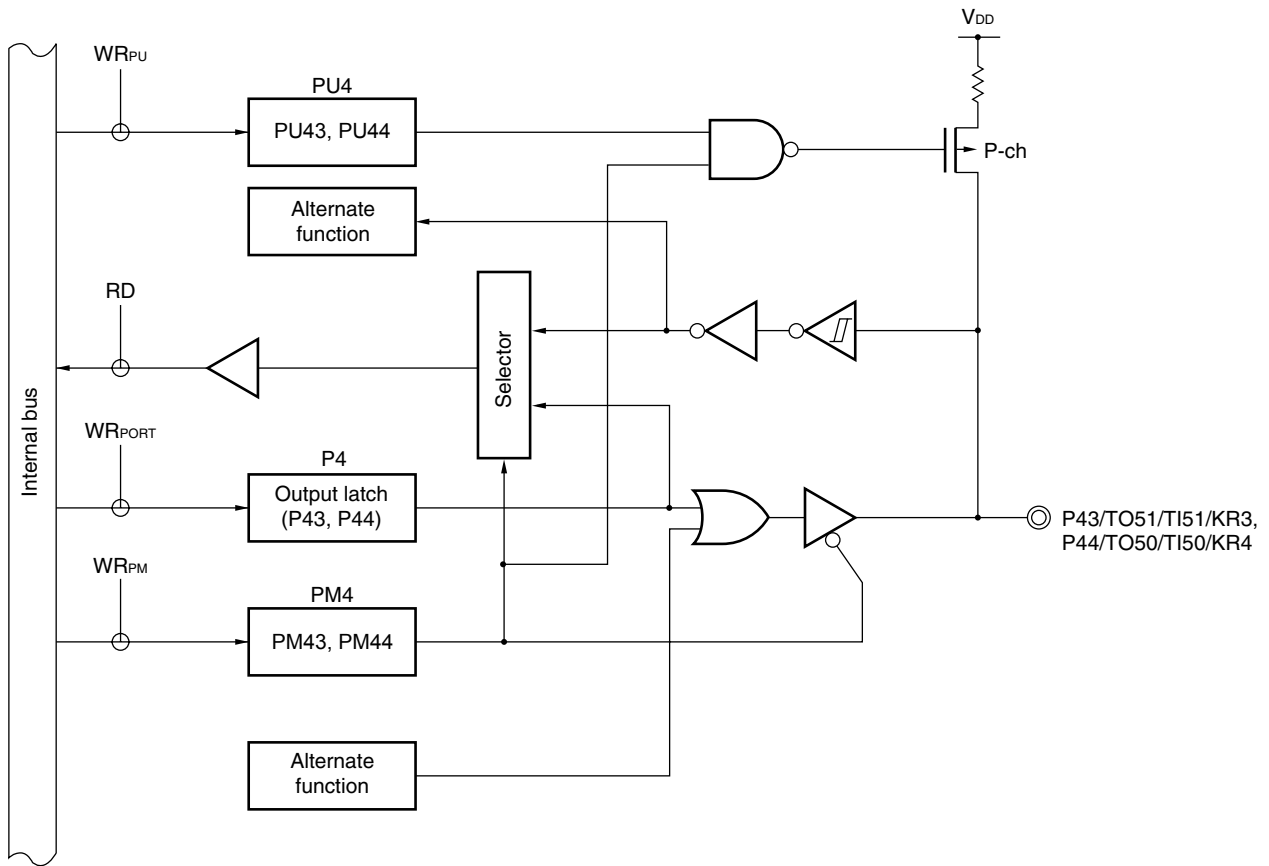 VDD
WRPU
PU4
PU43, PU44
P-ch
Alternate
function
RD
Selector
Internal bus
WRPORT
P4
Output latch
(P43, P44)
P43/TO51/TI51/KR3,
P44/TO50/TI50/KR4
WRPM
PM4
PM43, PM44
Alternate
function